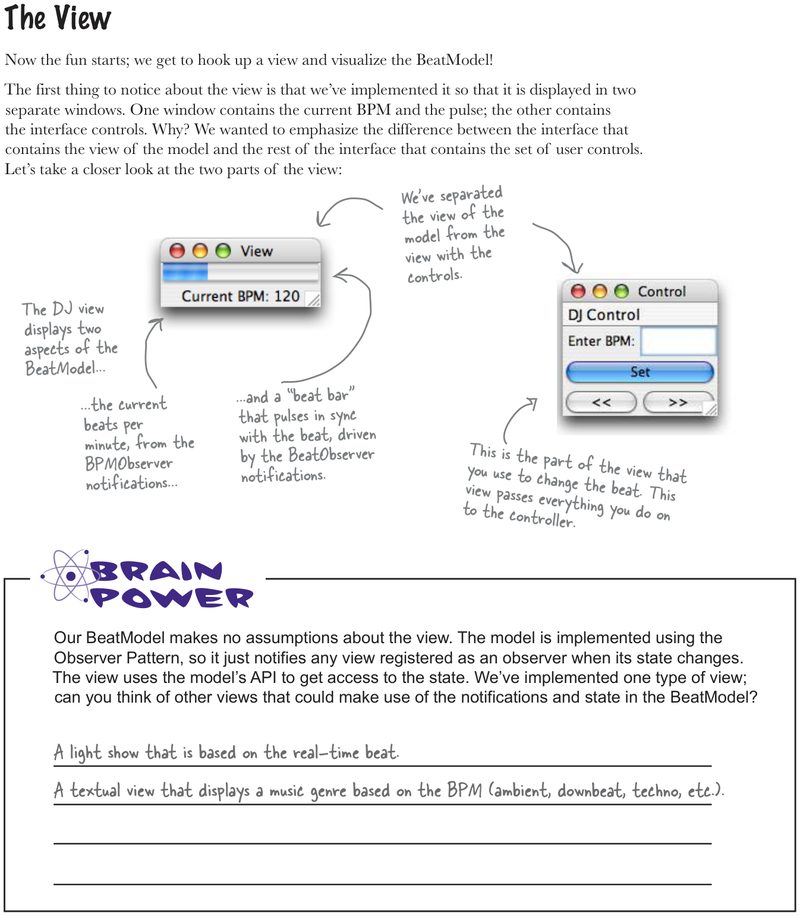 The View
Now the fun starts; we get to hook up a view and visualize the BeatModel!
The first thing to notice about the view is that we’ve implemented it so that it is displayed in two
separate windows. One window contains the current BPM and the pulse; the other contains
the interface controls. Why? We wanted to emphasize the difference between the interface that
contains the view of the model and the rest of the interface that contains the set of user controls.
Let’s take a closer look at the two parts of the view:
We’ve separated
the view of the
model from the
view with the
controls.
View
Current BPM: 120
Control
DJ Control
Enter BPM:
Set
<<
>>
The DJ view
displays two
aspects of the
BeatModel...
...the current
beats per
minute, from the
BPMObserver
notifications...
...and a “beat bar”
that pulses in sync
with the beat, driven
by the BeatObserver
notifications.
This is the part of the view that
you use to change the beat. This
view passes everything you do on
to the controller.
BRAIN
POWER
Our BeatModel makes no assumptions about the view. The model is implemented using the
Observer Pattern, so it just notifies any view registered as an observer when its state changes.
The view uses the model’s API to get access to the state. We’ve implemented one type of view;
can you think of other views that could make use of the notifications and state in the BeatModel?
A light show that is based on the real-time beat.
A textual view that displays a music genre based on the BPM (ambient, downbeat, techno, etc.).